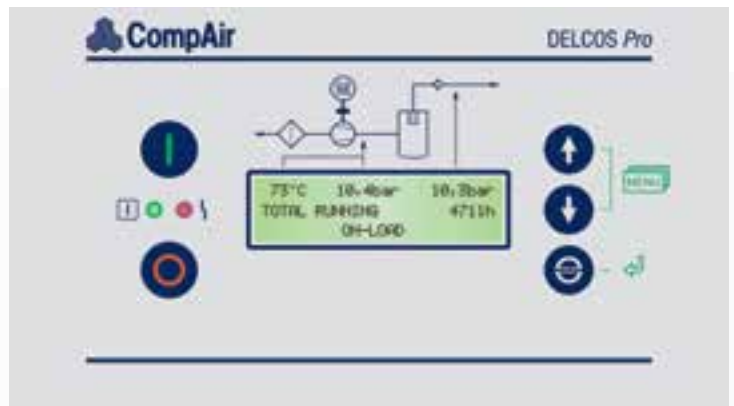 CompAir
DELCOS Pro
73°C 10.4bar 10.3bar
TOTAL RUNNING 4711h
ON-LOAD
MENU